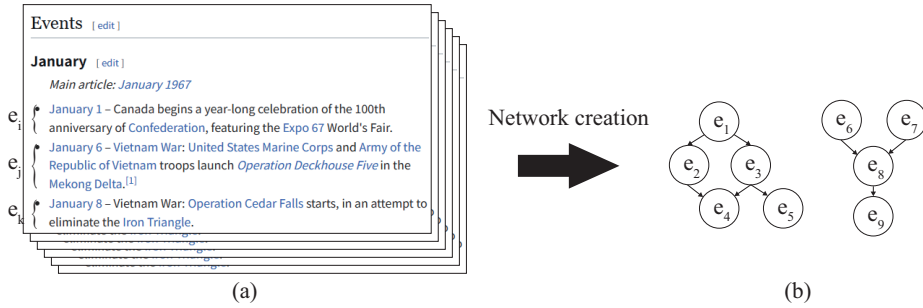 Events [ edit ]
January [ edit ]
Main article: January 1967
e_i { • January 1 – Canada begins a year-long celebration of the 100th
anniversary of Confederation, featuring the Expo 67 World's Fair.
e_j { • January 6 – Vietnam War: United States Marine Corps and Army of the
Republic of Vietnam troops launch Operation Deckhouse Five in the
Mekong Delta.[1]
e_k { • January 8 – Vietnam War: Operation Cedar Falls starts, in an attempt to
eliminate the Iron Triangle.
(a)
Network creation
e1
e2 e3
e4 e5
e6 e7
e8
e9
(b)